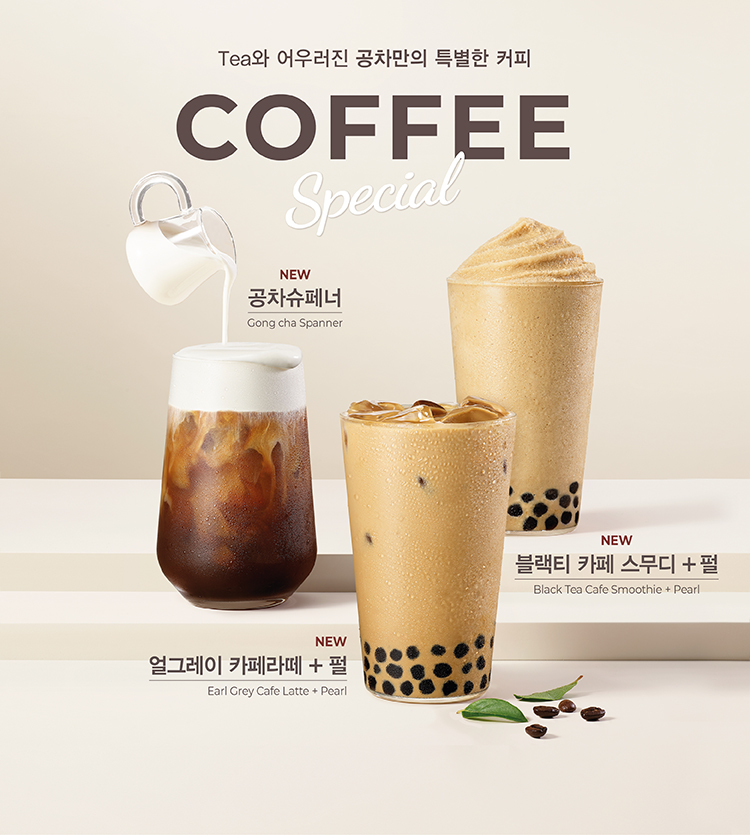 Tea와 어우러진 공차만의 특별한 커피
COFFEE
Special
NEW
공차슈페너
Gong cha Spanner
NEW
블랙티 카페 스무디 + 펄
Black Tea Cafe Smoothie + Pearl
NEW
얼그레이 카페라떼 + 펄
Earl Grey Cafe Latte + Pearl